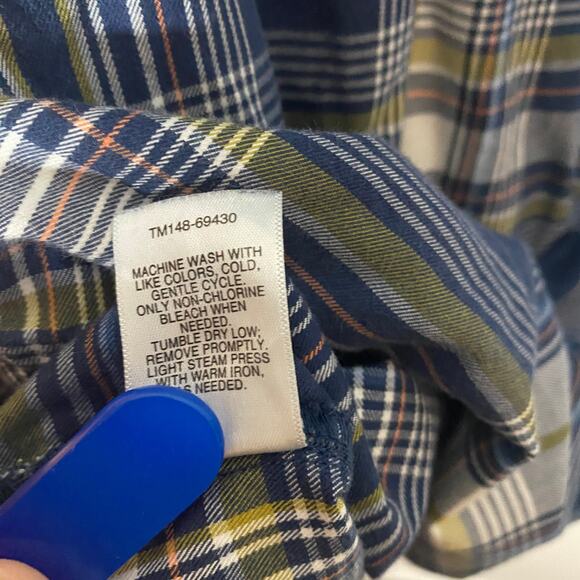 TM148-69430
MACHINE WASH WITH
LIKE COLORS, COLD,
GENTLE CYCLE.
ONLY NON-CHLORINE
BLEACH WHEN
NEEDED.
TUMBLE DRY LOW;
REMOVE PROMPTLY.
LIGHT STEAM PRESS
WITH WARM IRON,
NEEDED.